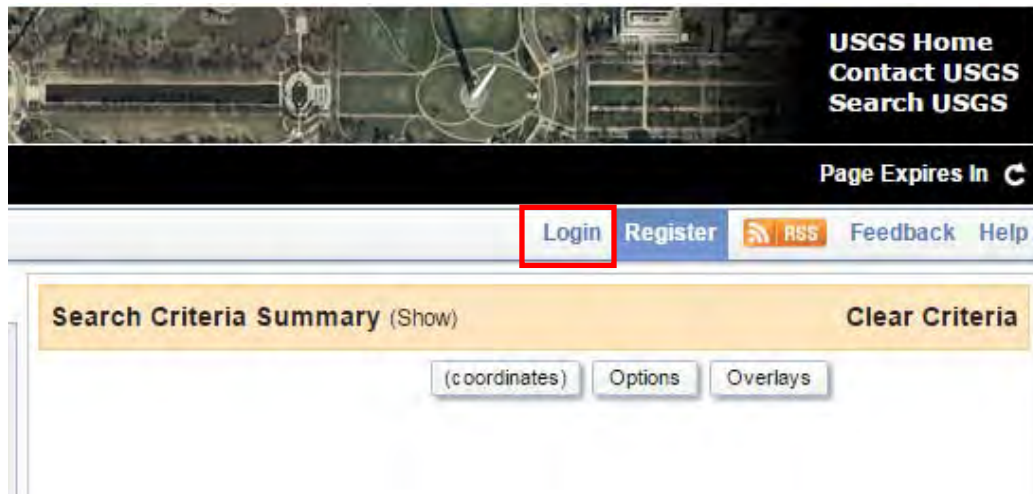 USGS Home
Contact USGS
Search USGS
Page Expires In
Login Register RSS Feedback Help
Search Criteria Summary (Show) Clear Criteria
(coordinates) Options Overlays